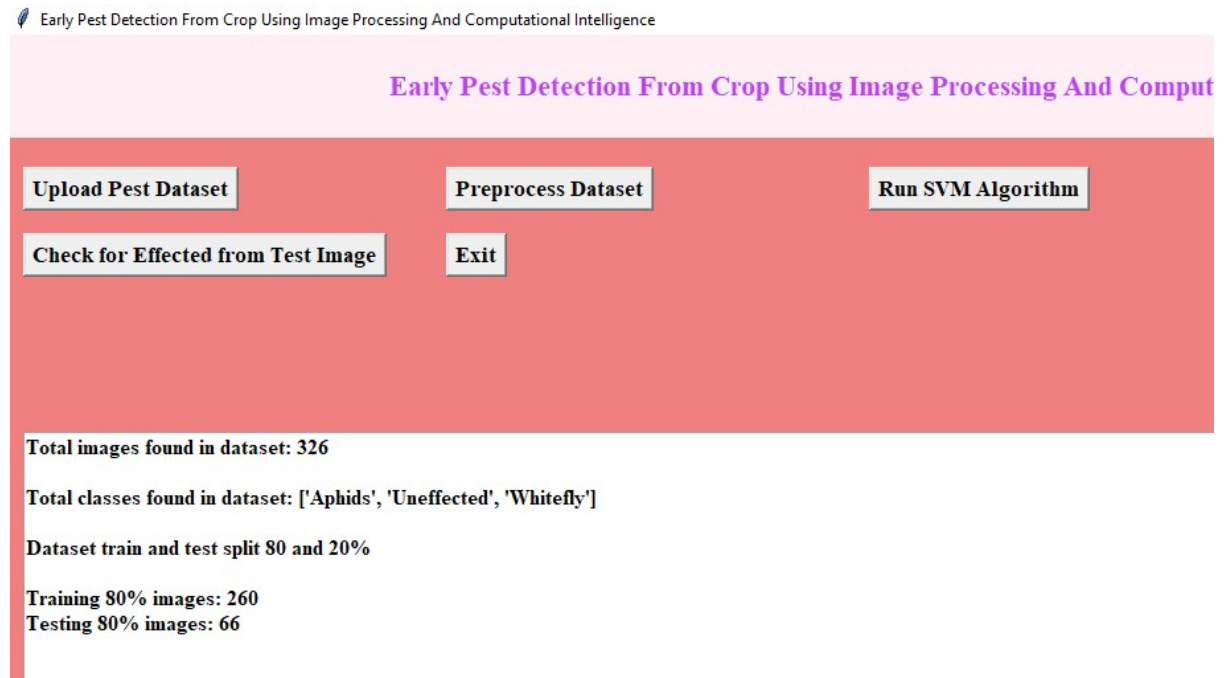 Early Pest Detection From Crop Using Image Processing And Computational Intelligence
Early Pest Detection From Crop Using Image Processing And Comput
Upload Pest Dataset
Preprocess Dataset
Run SVM Algorithm
Check for Effected from Test Image
Exit
Total images found in dataset: 326
Total classes found in dataset: ['Aphids', 'Uneffected', 'Whitefly']
Dataset train and test split 80 and 20%
Training 80% images: 260
Testing 80% images: 66